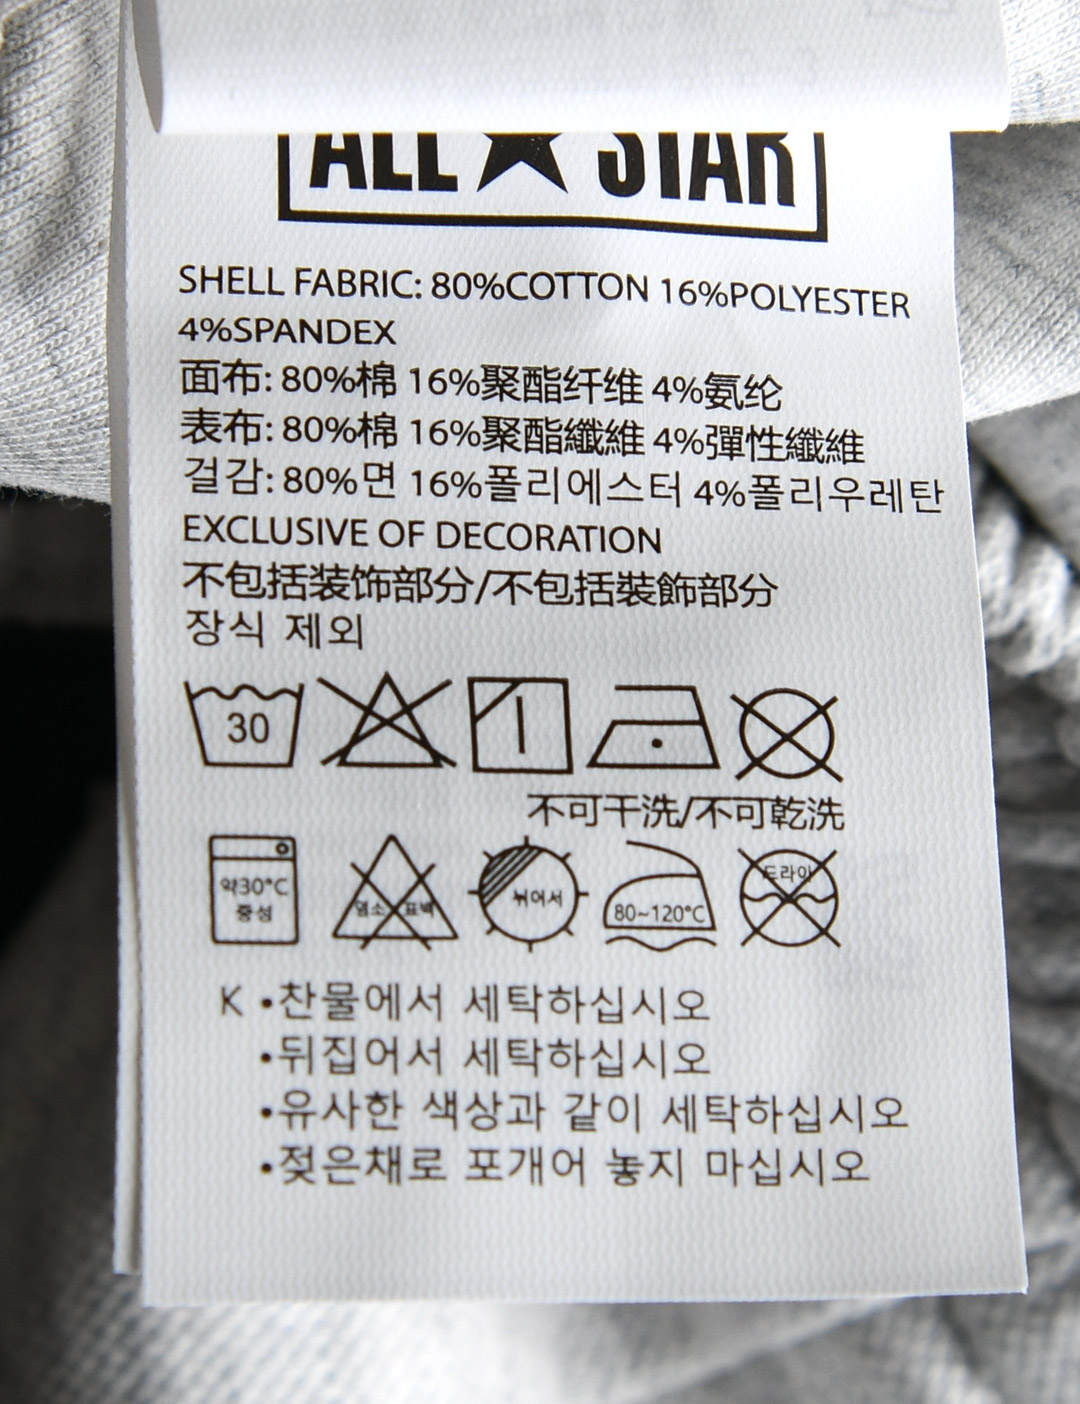 ALL★STAR
SHELL FABRIC: 80%COTTON 16%POLYESTER
4%SPANDEX
面布: 80%棉 16%聚酯纤维 4%氨纶
表布: 80%棉 16%聚酯纖維 4%彈性纖維
걸감: 80%면 16%폴리에스터 4%폴리우레탄
EXCLUSIVE OF DECORATION
不包括装饰部分/不包括裝飾部分
장식 제외
30
不可干洗/不可乾洗
약30°C
중성
염소 표백
뉘어서
80~120°C
드라이
K •찬물에서 세탁하십시오
•뒤집어서 세탁하십시오
•유사한 색상과 같이 세탁하십시오
•젖은채로 포개어 놓지 마십시오